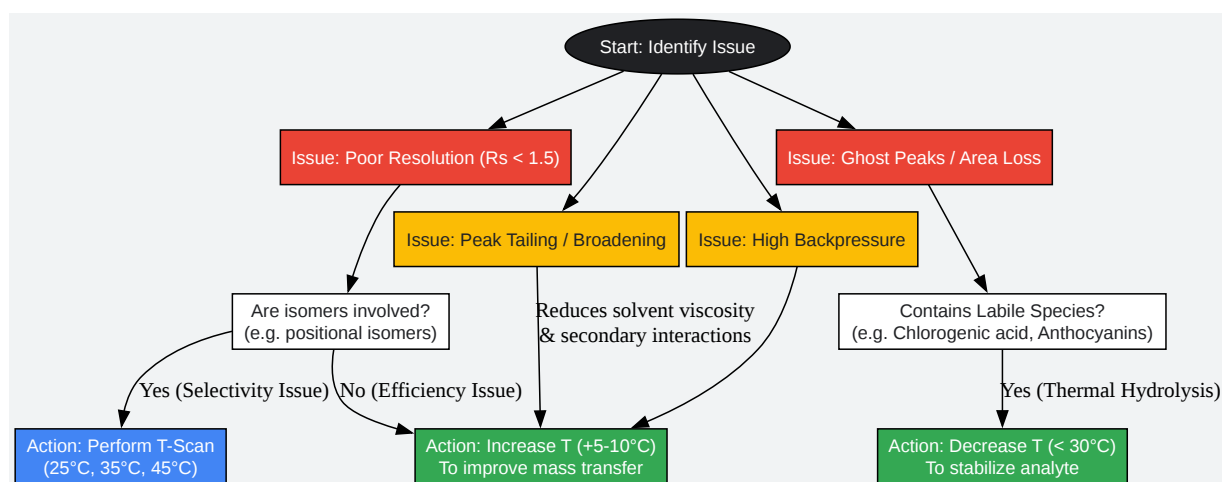 Start: Identify Issue
Issue: Poor Resolution (Rs < 1.5)
Issue: Ghost Peaks / Area Loss
Issue: Peak Tailing / Broadening
Issue: High Backpressure
Are isomers involved?
(e.g. positional isomers)
Reduces solvent viscosity
& secondary interactions
Contains Labile Species?
(e.g. Chlorogenic acid, Anthocyanins)
Yes (Selectivity Issue)
No (Efficiency Issue)
Yes (Thermal Hydrolysis)
Action: Perform T-Scan
(25°C, 35°C, 45°C)
Action: Increase T (+5-10°C)
To improve mass transfer
Action: Decrease T (< 30°C)
To stabilize analyte